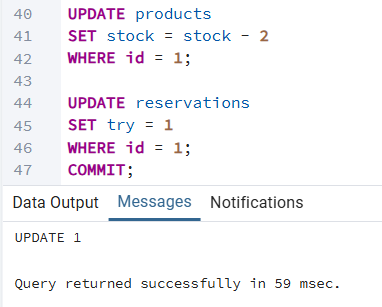 40 UPDATE products
41 SET stock = stock - 2
42 WHERE id = 1;
43
44 UPDATE reservations
45 SET try = 1
46 WHERE id = 1;
47 COMMIT;
Data Output Messages Notifications
UPDATE 1
Query returned successfully in 59 msec.